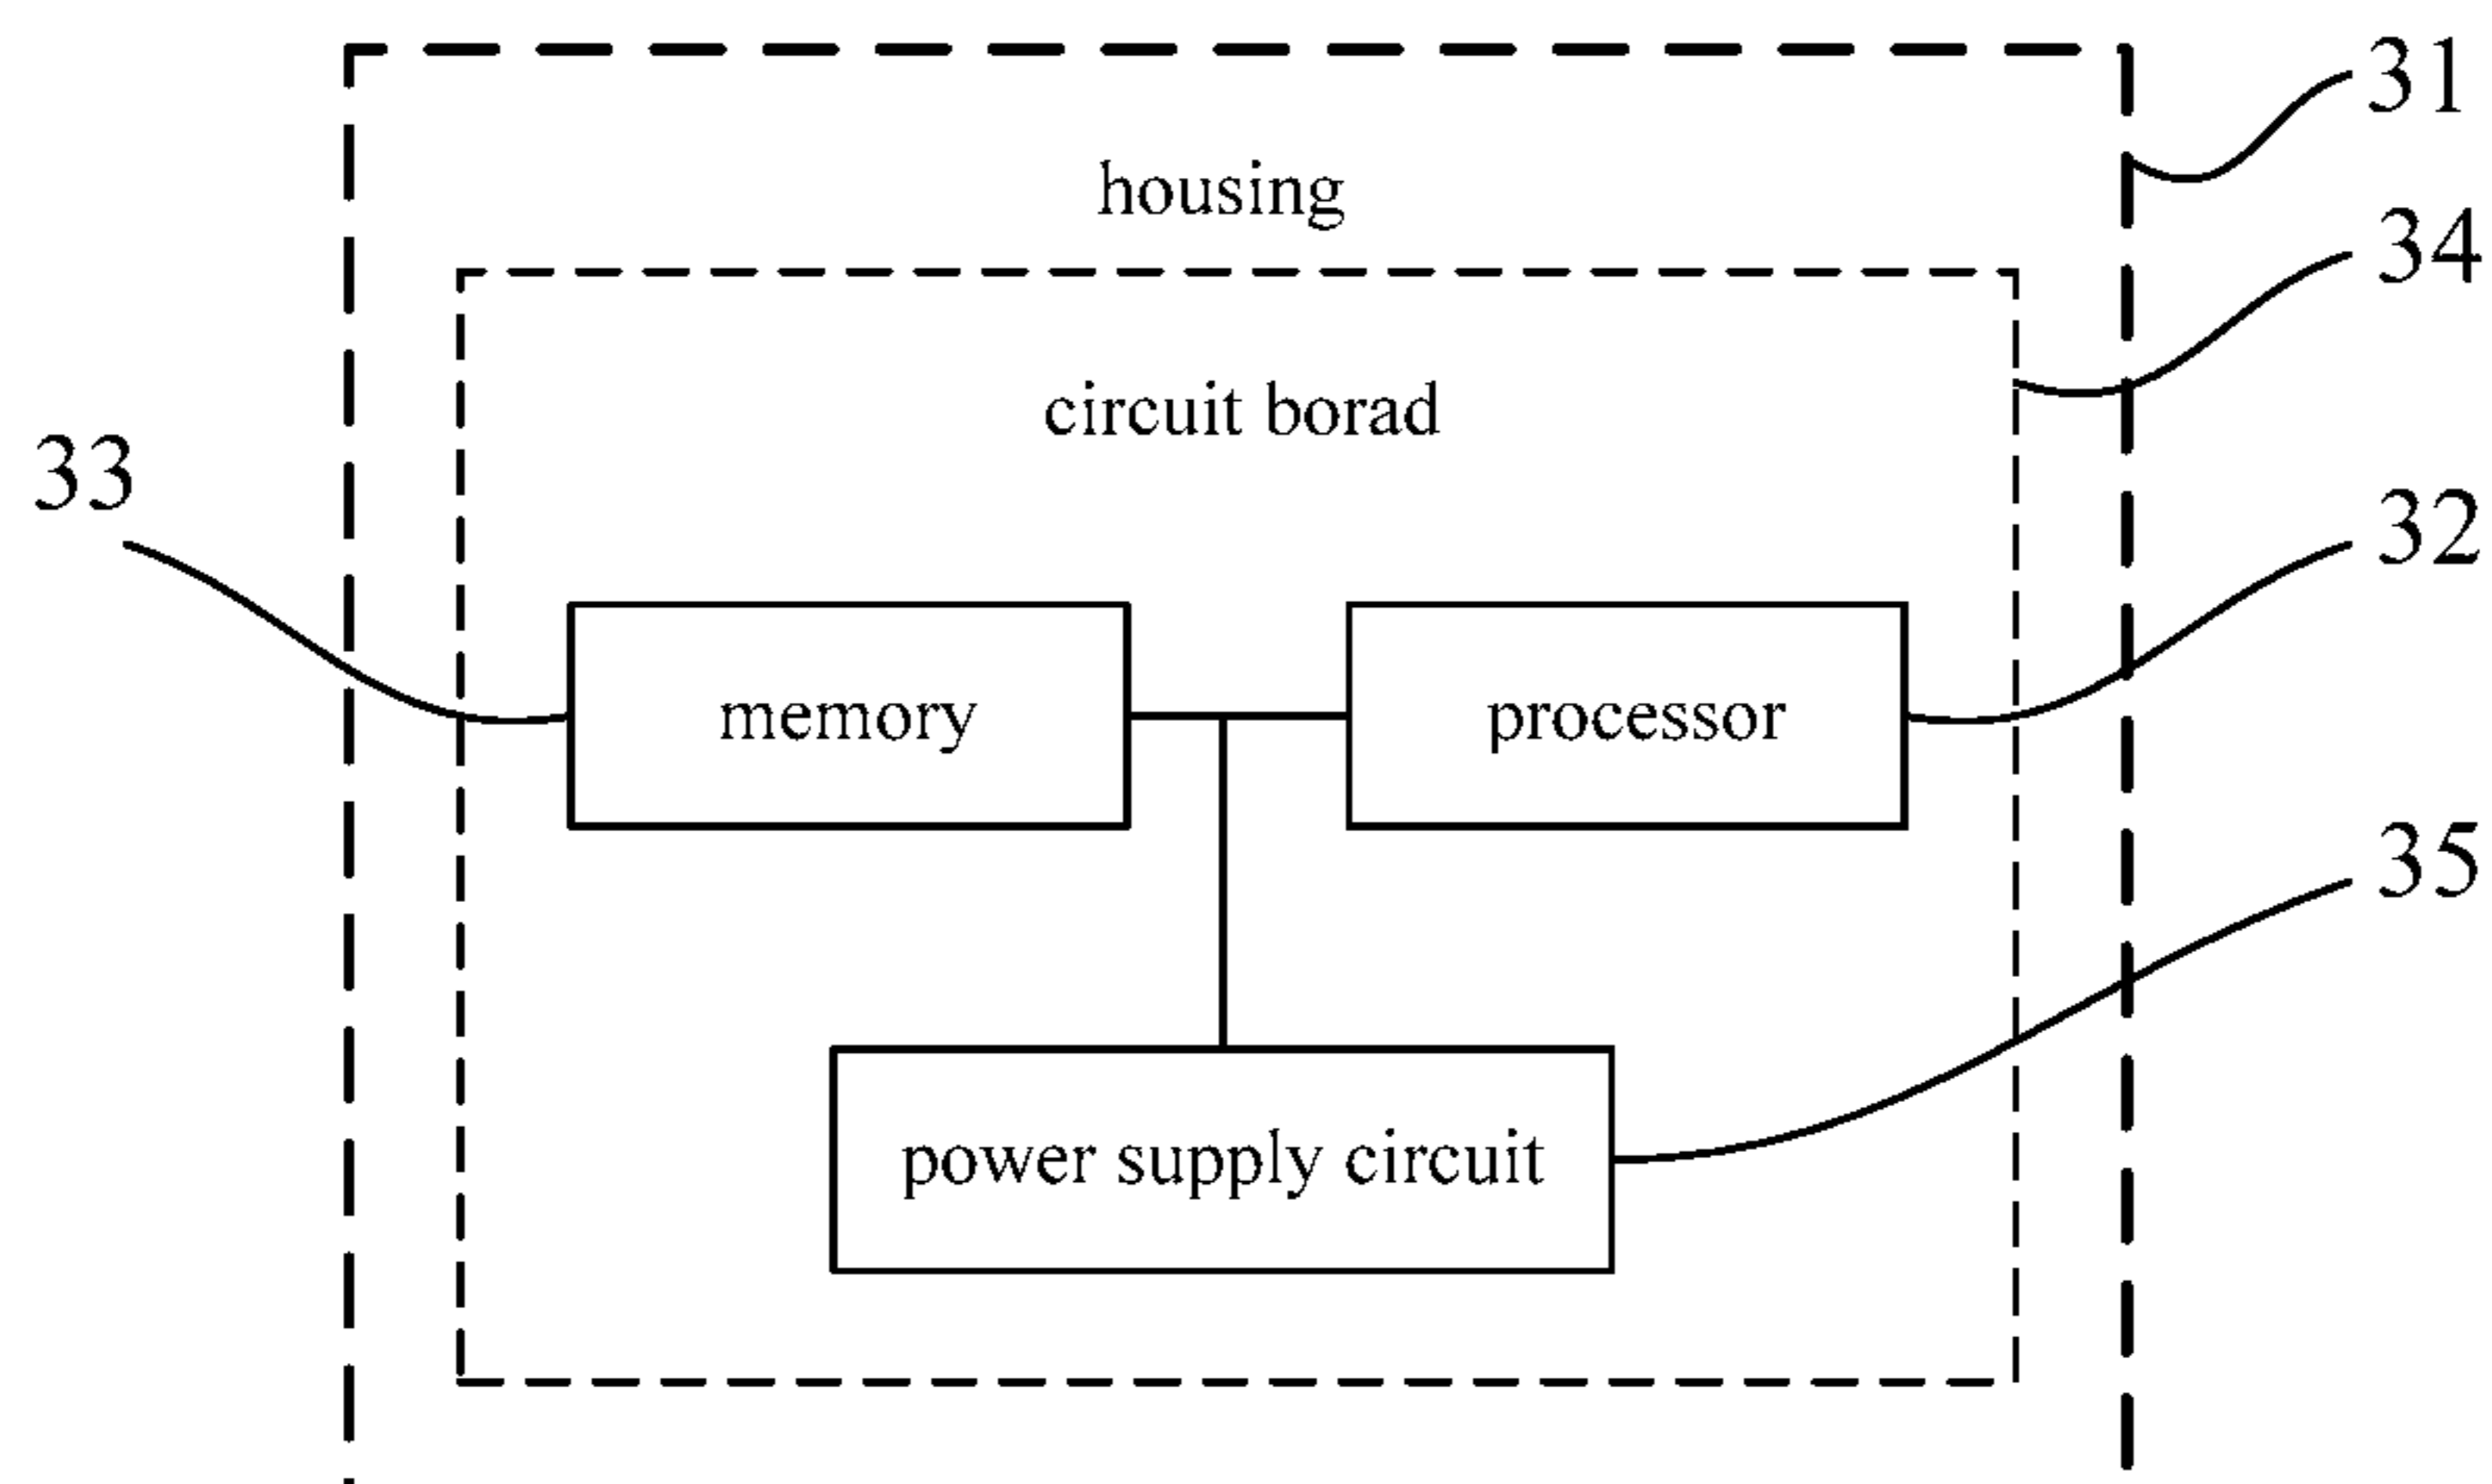 31
housing
34
circuit borad
33
32
memory
processor
35
power supply circuit